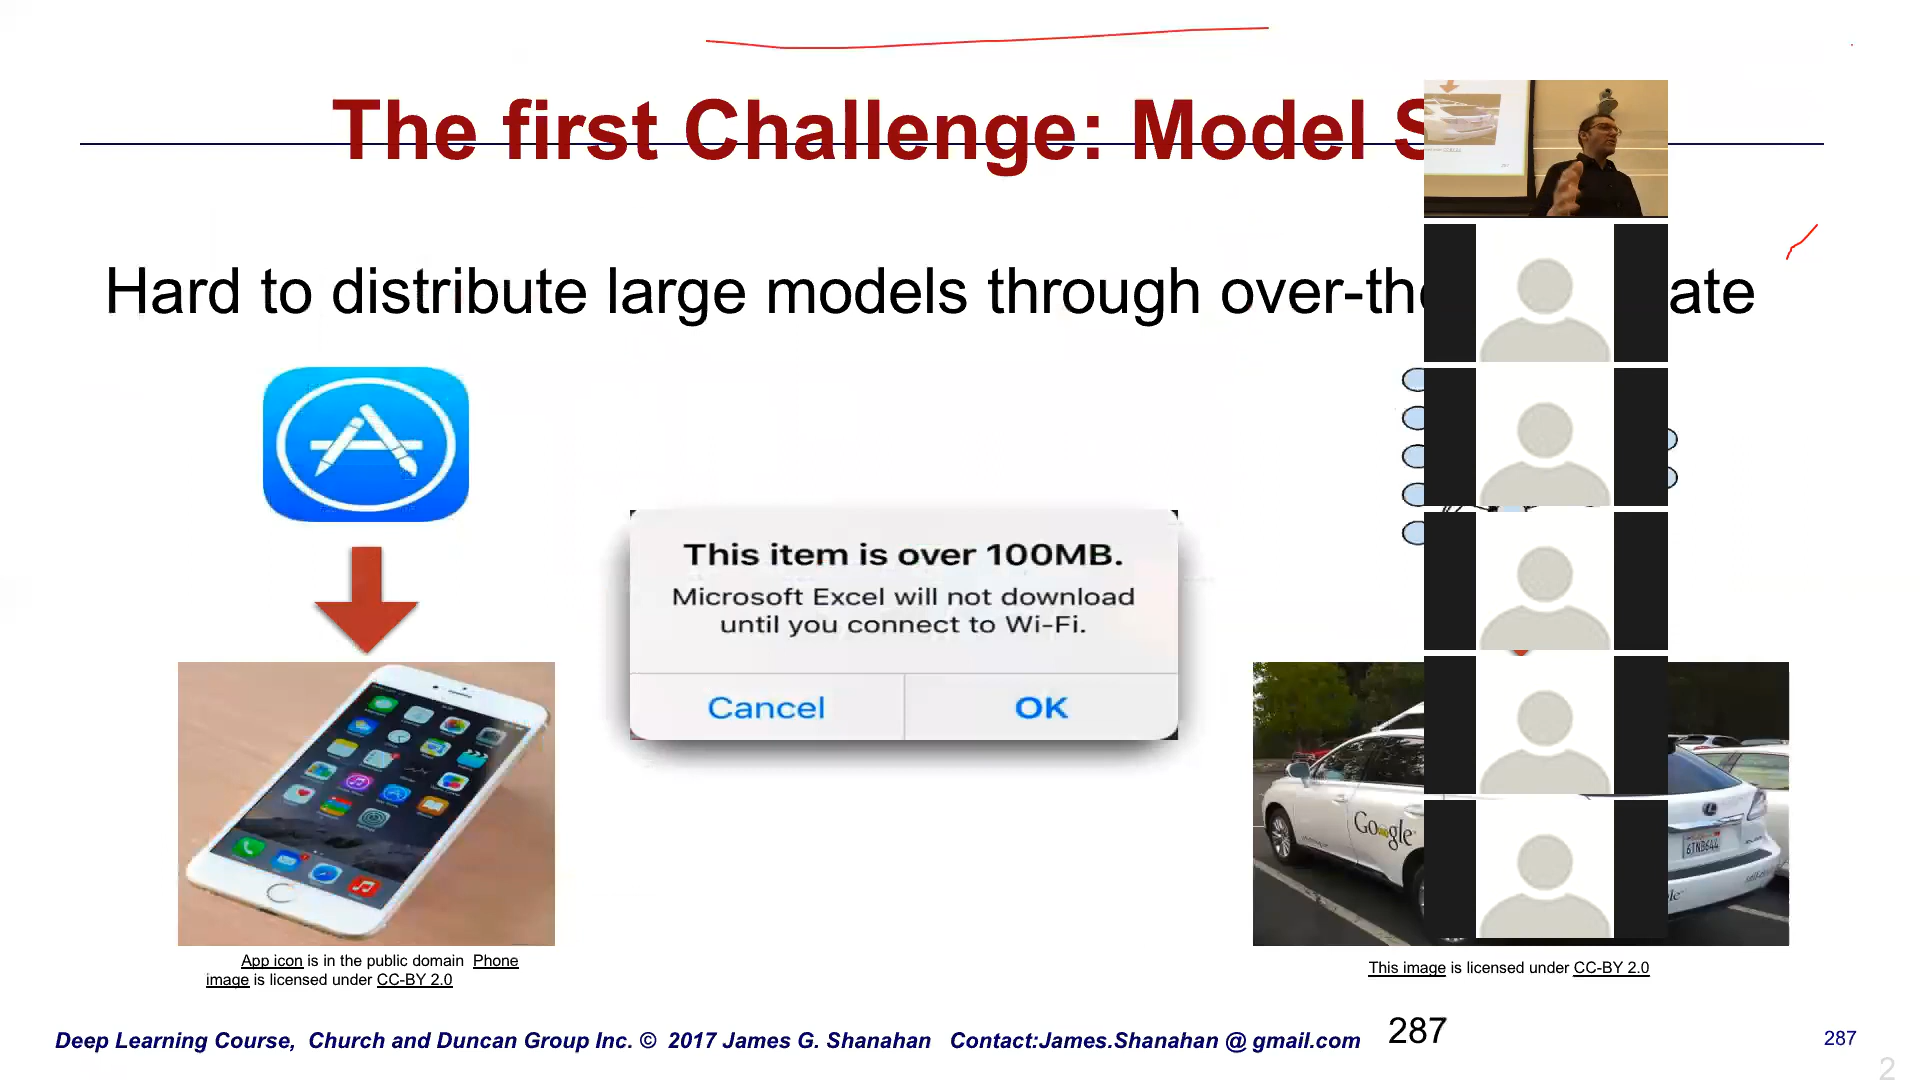 The first Challenge: Model S
Hard to distribute large models through over-the ate
This item is over 100MB.
Microsoft Excel will not download
until you connect to Wi-Fi.
Cancel OK
Google
6TNB644
App icon is in the public domain Phone
image is licensed under CC-BY 2.0
This image is licensed under CC-BY 2.0
Deep Learning Course, Church and Duncan Group Inc. © 2017 James G. Shanahan Contact:James.Shanahan @ gmail.com
287
287
2